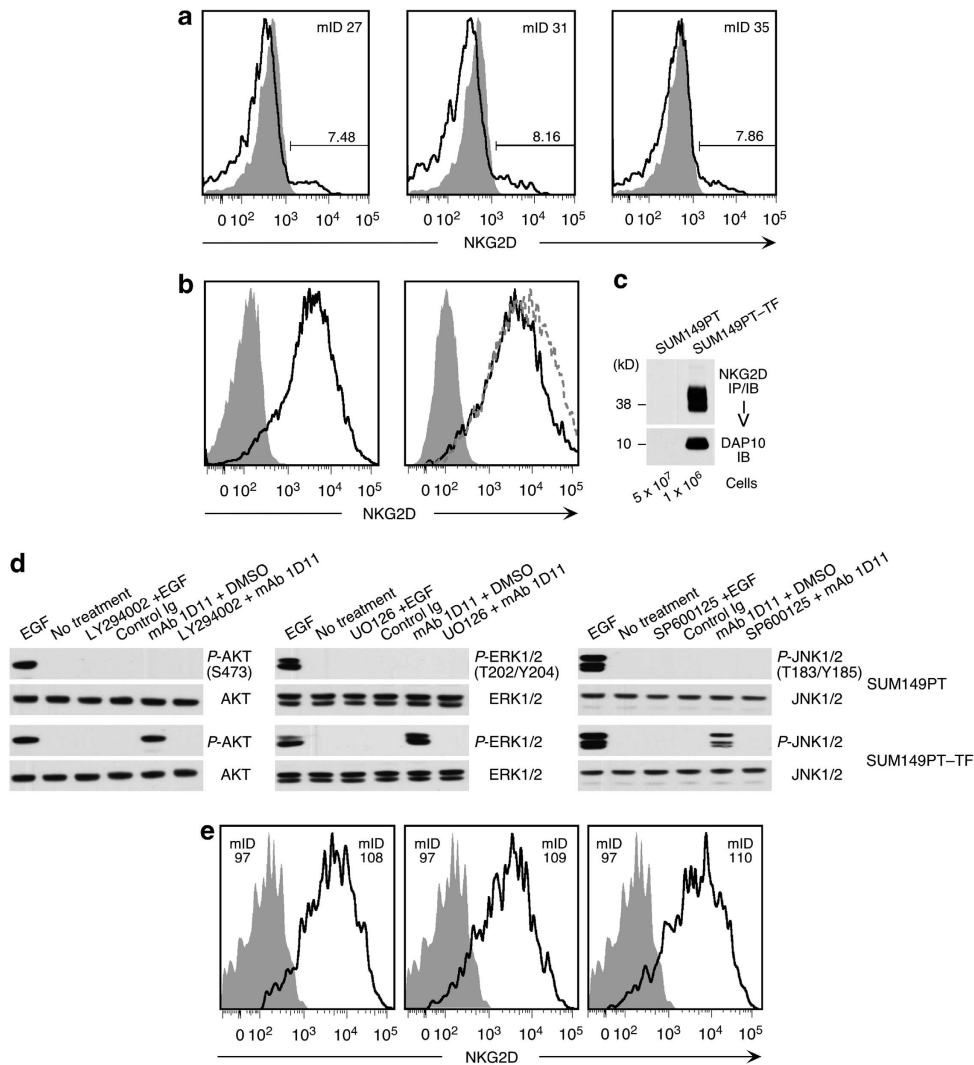 a
mID 27
mID 31
mID 35
7.48
8.16
7.86
0 10² 10³ 10⁴ 10⁵
0 10² 10³ 10⁴ 10⁵
0 10² 10³ 10⁴ 10⁵
NKG2D
b
0 10² 10³ 10⁴ 10⁵
0 10² 10³ 10⁴ 10⁵
NKG2D
c
SUM149PT
SUM149PT–TF
(kD)
38
10
NKG2D
IP/IB
DAP10
IB
5 x 10⁷
1 x 10⁶
Cells
d
EGF
No treatment
LY294002 +EGF
Control Ig
mAb 1D11 + DMSO
LY294002 + mAb 1D11
EGF
No treatment
UO126 +EGF
Control Ig
mAb 1D11 + DMSO
UO126 + mAb 1D11
EGF
No treatment
SP600125 +EGF
Control Ig
mAb 1D11 + DMSO
SP600125 + mAb 1D11
P-AKT
(S473)
P-ERK1/2
(T202/Y204)
P-JNK1/2
(T183/Y185)
SUM149PT
AKT
ERK1/2
JNK1/2
P-AKT
P-ERK1/2
P-JNK1/2
SUM149PT–TF
AKT
ERK1/2
JNK1/2
e
mID
97
mID
108
mID
97
mID
109
mID
97
mID
110
0 10² 10³ 10⁴ 10⁵
0 10² 10³ 10⁴ 10⁵
0 10² 10³ 10⁴ 10⁵
NKG2D